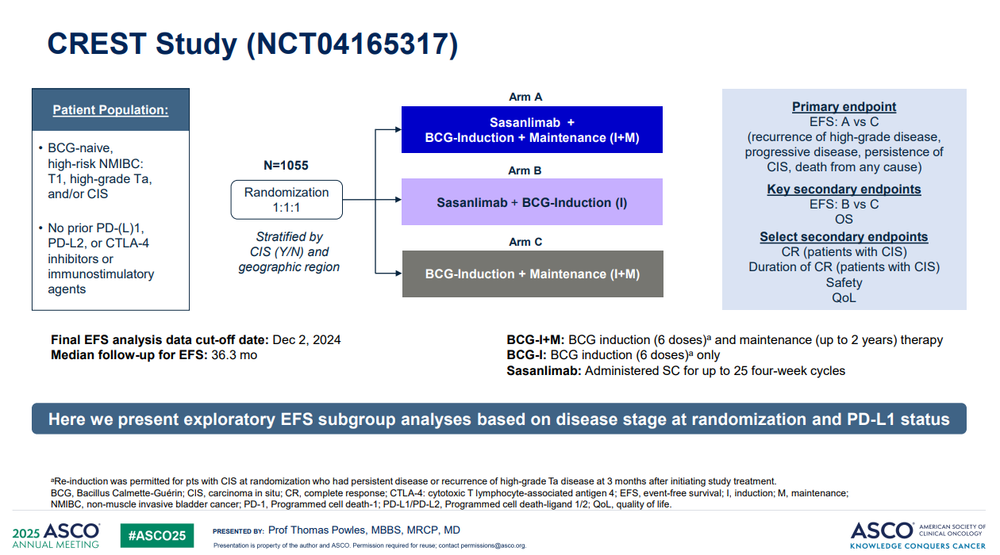 CREST Study (NCT04165317)
Patient Population:
• BCG-naive,
high-risk NMIBC:
T1, high-grade Ta,
and/or CIS
• No prior PD-(L)1,
PD-L2, or CTLA-4
inhibitors or
immunostimulatory
agents
N=1055
Randomization
1:1:1
Stratified by
CIS (Y/N) and
geographic region
Arm A
Sasanlimab +
BCG-Induction + Maintenance (I+M)
Arm B
Sasanlimab + BCG-Induction (I)
Arm C
BCG-Induction + Maintenance (I+M)
Primary endpoint
EFS: A vs C
(recurrence of high-grade disease,
progressive disease, persistence of
CIS, death from any cause)
Key secondary endpoints
EFS: B vs C
OS
Select secondary endpoints
CR (patients with CIS)
Duration of CR (patients with CIS)
Safety
QoL
Final EFS analysis data cut-off date: Dec 2, 2024
Median follow-up for EFS: 36.3 mo
BCG-I+M: BCG induction (6 doses)ᵃ and maintenance (up to 2 years) therapy
BCG-I: BCG induction (6 doses)ᵃ only
Sasanlimab: Administered SC for up to 25 four-week cycles
Here we present exploratory EFS subgroup analyses based on disease stage at randomization and PD-L1 status
ᵃRe-induction was permitted for pts with CIS at randomization who had persistent disease or recurrence of high-grade Ta disease at 3 months after initiating study treatment.
BCG, Bacillus Calmette-Guérin; CIS, carcinoma in situ; CR, complete response; CTLA-4: cytotoxic T lymphocyte-associated antigen 4; EFS, event-free survival; I, induction; M, maintenance;
NMIBC, non-muscle invasive bladder cancer; PD-1, Programmed cell death-1; PD-L1/PD-L2, Programmed cell death-ligand 1/2; QoL, quality of life.
2025 ASCO
ANNUAL MEETING
#ASCO25
PRESENTED BY: Prof Thomas Powles, MBBS, MRCP, MD
Presentation is property of the author and ASCO. Permission required for reuse; contact permissions@asco.org.
ASCO AMERICAN SOCIETY OF
CLINICAL ONCOLOGY
KNOWLEDGE CONQUERS CANCER